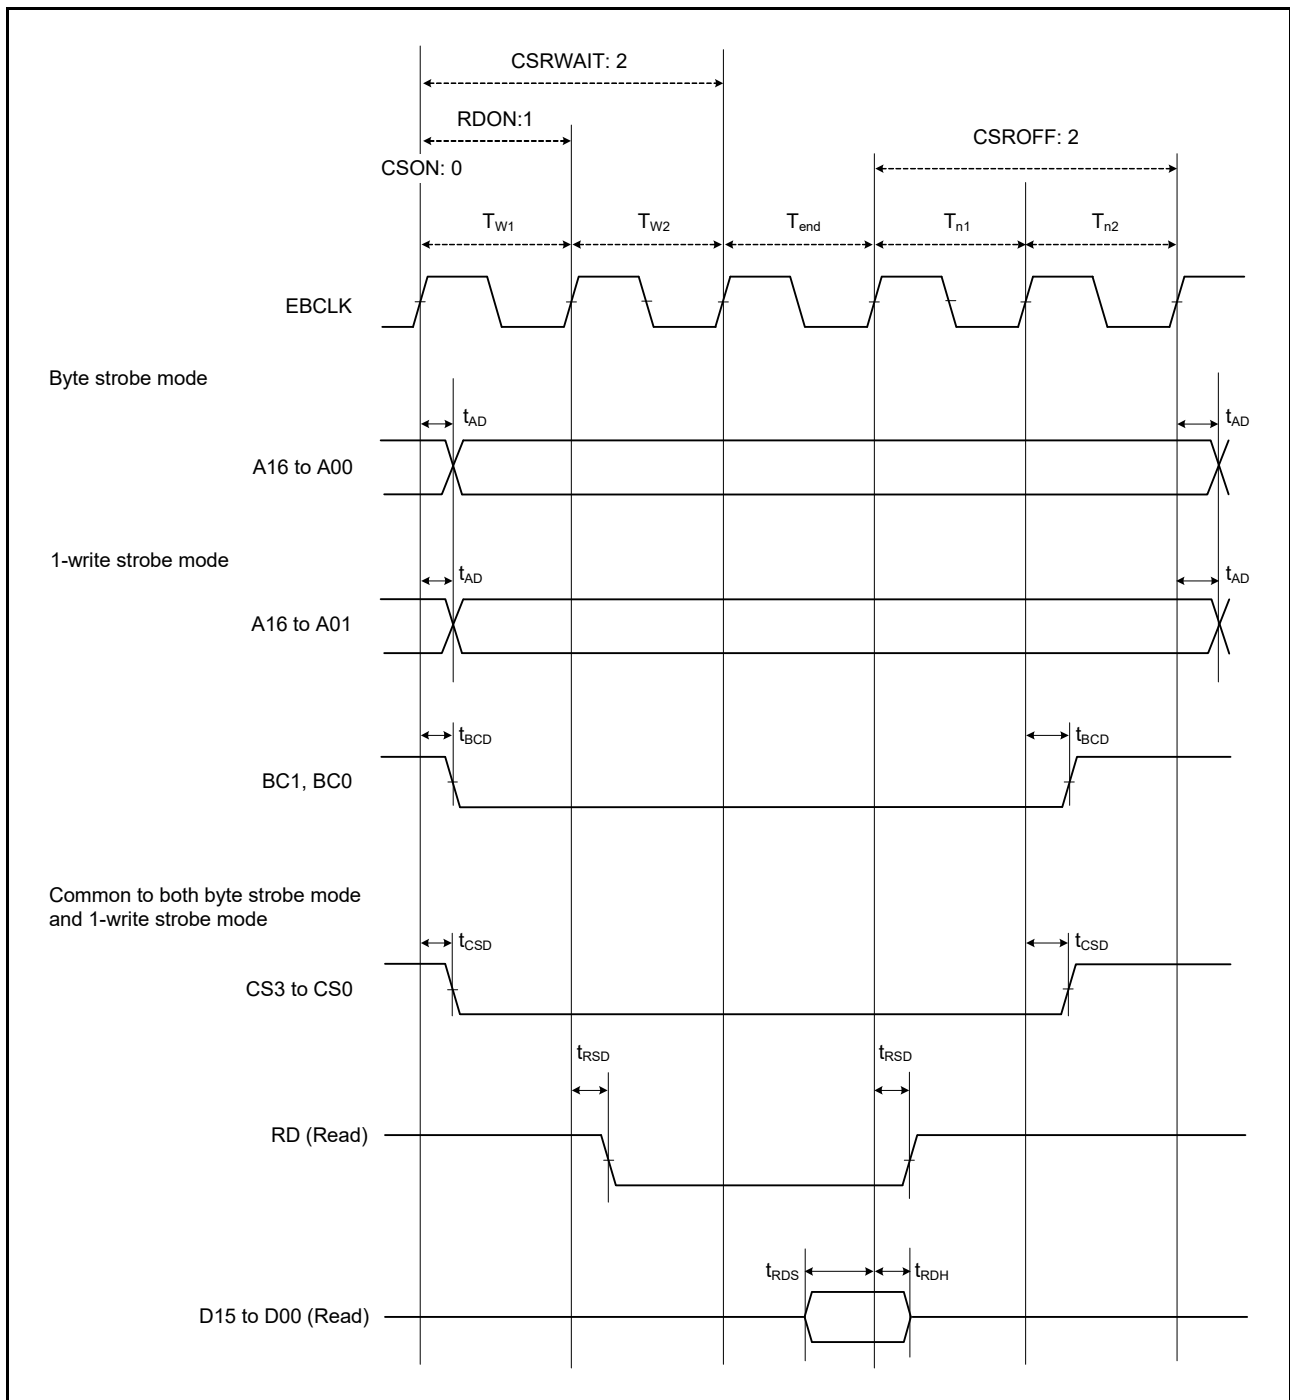 CSRWAIT: 2
RDON:1
CSROFF: 2
CSON: 0
TW1
TW2
Tend
Tn1
Tn2
EBCLK
Byte strobe mode
tAD
tAD
A16 to A00
1-write strobe mode
tAD
tAD
A16 to A01
tBCD
tBCD
BC1, BC0
Common to both byte strobe mode
and 1-write strobe mode
tCSD
tCSD
CS3 to CS0
tRSD
tRSD
RD (Read)
tRDS
tRDH
D15 to D00 (Read)